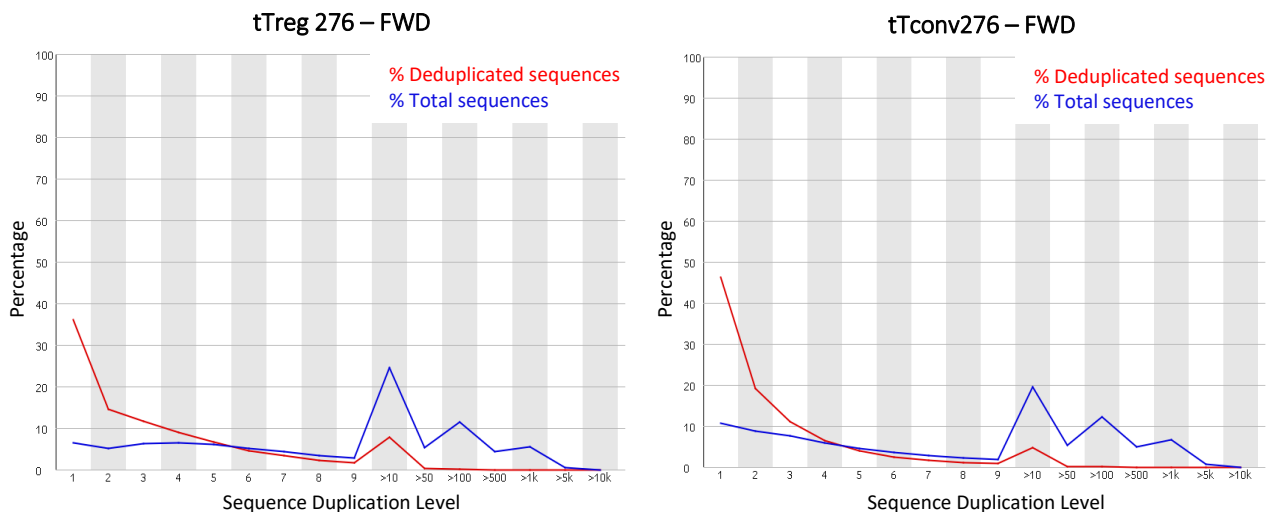 tTreg 276 – FWD
% Deduplicated sequences
% Total sequences
Percentage
100
90
80
70
60
50
40
30
20
10
0
1 2 3 4 5 6 7 8 9 >10 >50 >100 >500 >1k >5k >10k
Sequence Duplication Level
tTconv276 – FWD
% Deduplicated sequences
% Total sequences
Percentage
100
90
80
70
60
50
40
30
20
10
0
1 2 3 4 5 6 7 8 9 >10 >50 >100 >500 >1k >5k >10k
Sequence Duplication Level